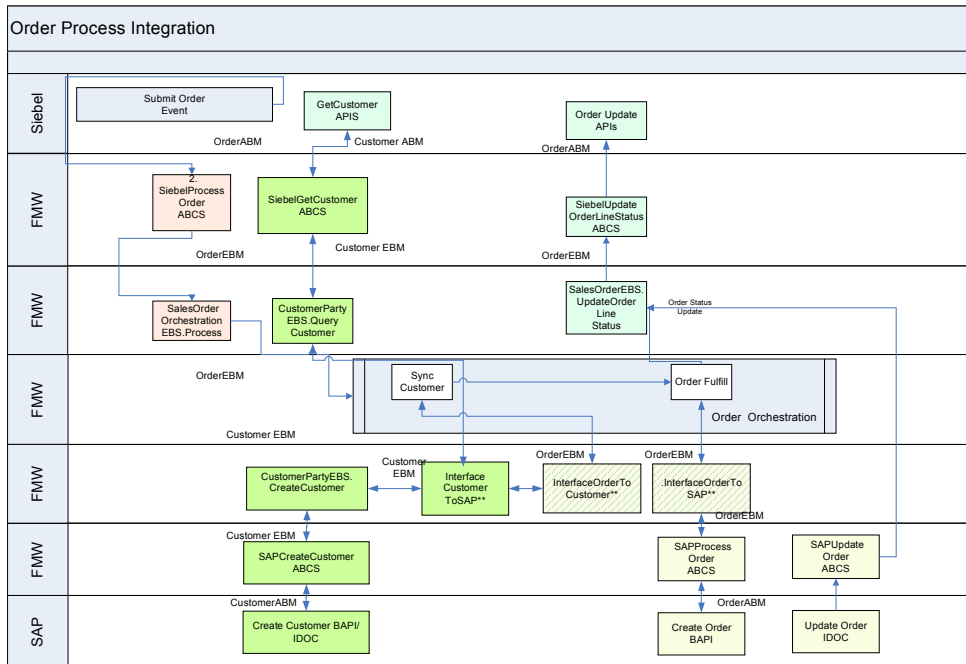 Order Process Integration
Siebel
Submit Order
Event
GetCustomer
APIS
Order Update
APIs
OrderABM
Customer ABM
OrderABM
FMW
2.
SiebelProcess
Order
ABCS
SiebelGetCustomer
ABCS
SiebelUpdate
OrderLineStatus
ABCS
OrderEBM
Customer EBM
OrderEBM
FMW
SalesOrder
Orchestration
EBS.Process
CustomerParty
EBS.Query
Customer
SalesOrderEBS.
UpdateOrder
Line
Status
Order Status
Update
FMW
OrderEBM
Sync
Customer
Order Fulfill
Order Orchestration
Customer EBM
FMW
CustomerPartyEBS.
CreateCustomer
Customer
EBM
Interface
Customer
ToSAP**
OrderEBM
InterfaceOrderTo
Customer**
OrderEBM
.InterfaceOrderTo
SAP**
OrderEBM
FMW
Customer EBM
SAPCreateCustomer
ABCS
SAPProcess
Order
ABCS
SAPUpdate
Order
ABCS
CustomerABM
OrderABM
SAP
Create Customer BAPI/
IDOC
Create Order
BAPI
Update Order
IDOC